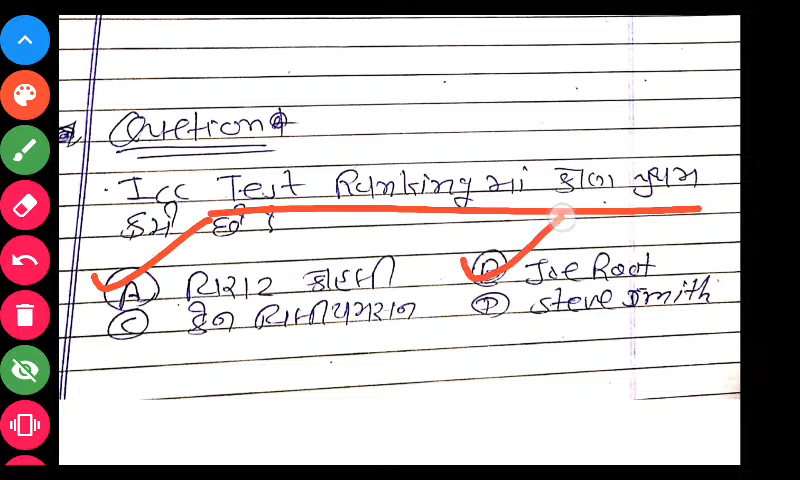 Question
ICC Test Ranking માં કોણ પ્રથમ
ક્રમે છે ?
(A) વિરાટ કોહલી (B) Joe Root
(C) કેન વિલીયમસન (D) Steve Smith